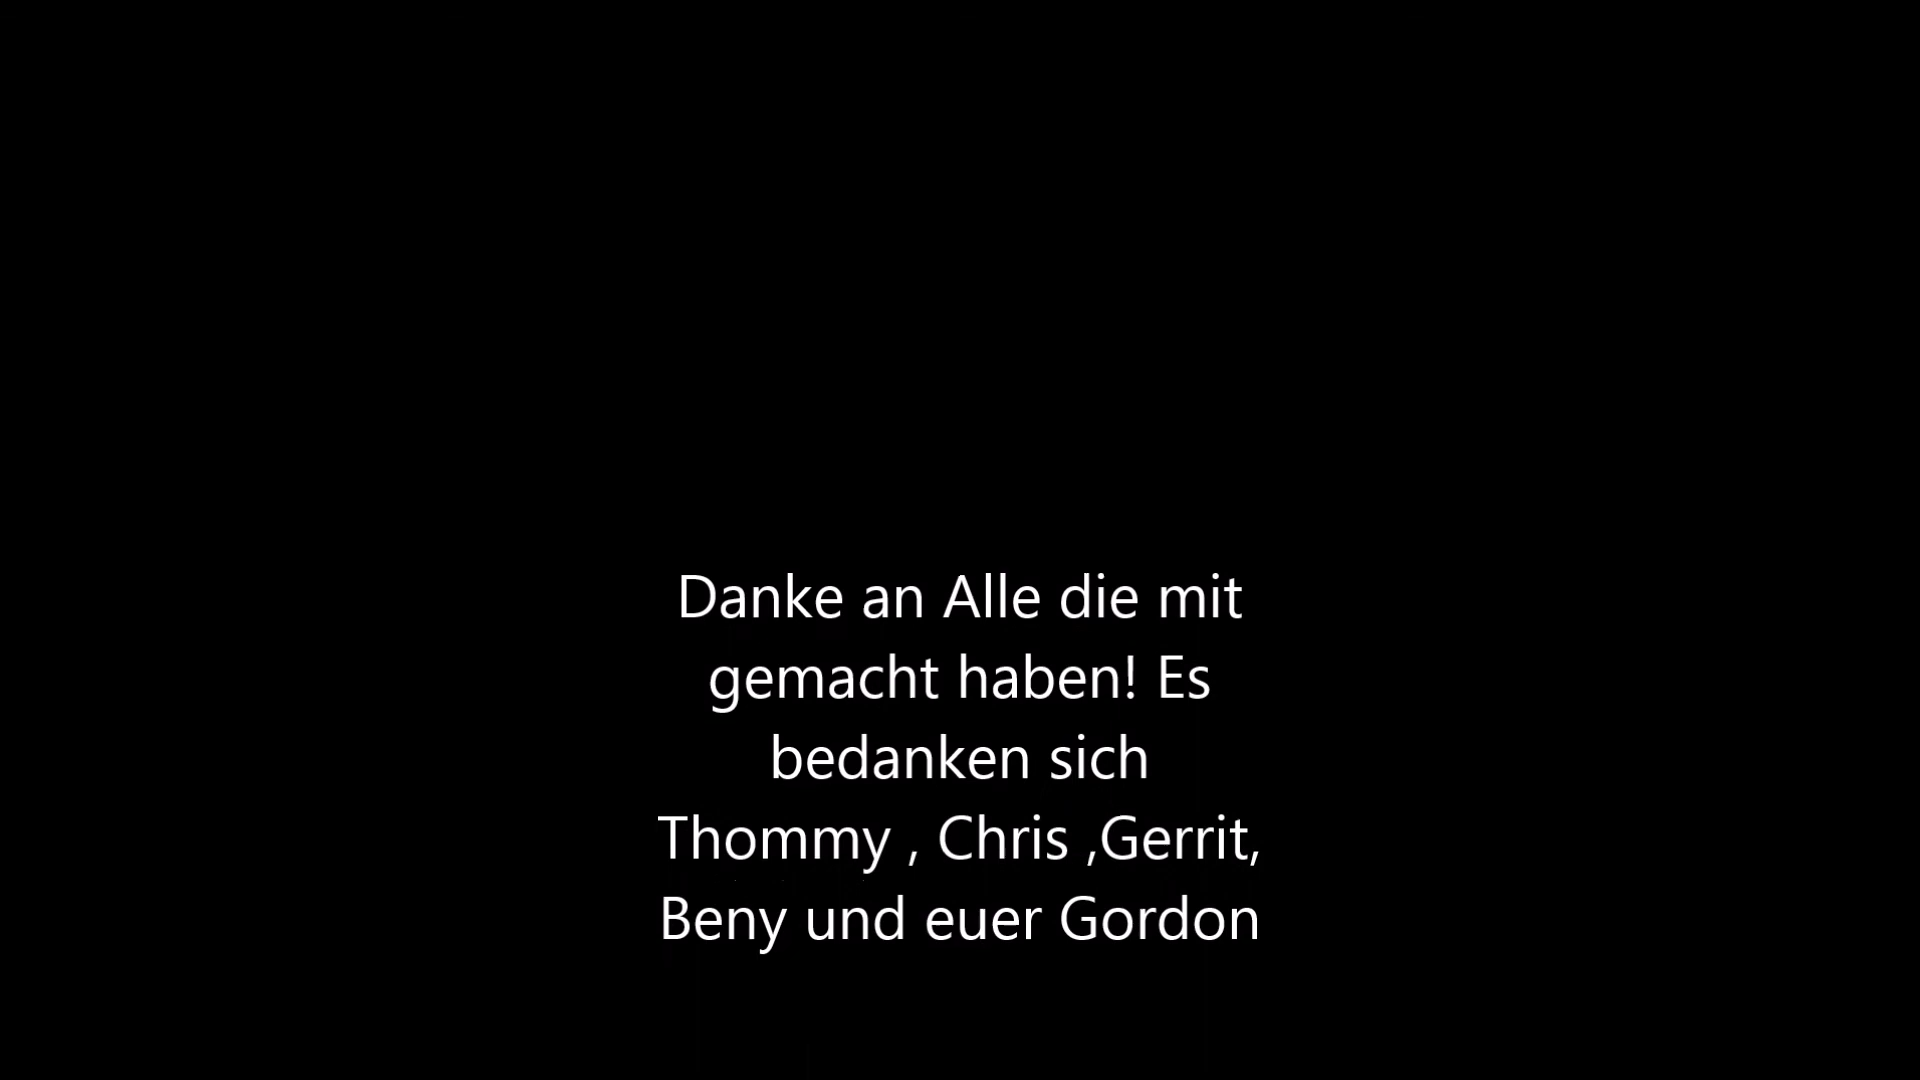 Danke an Alle die mit
gemacht haben! Es
bedanken sich
Thommy , Chris ,Gerrit,
Beny und euer Gordon